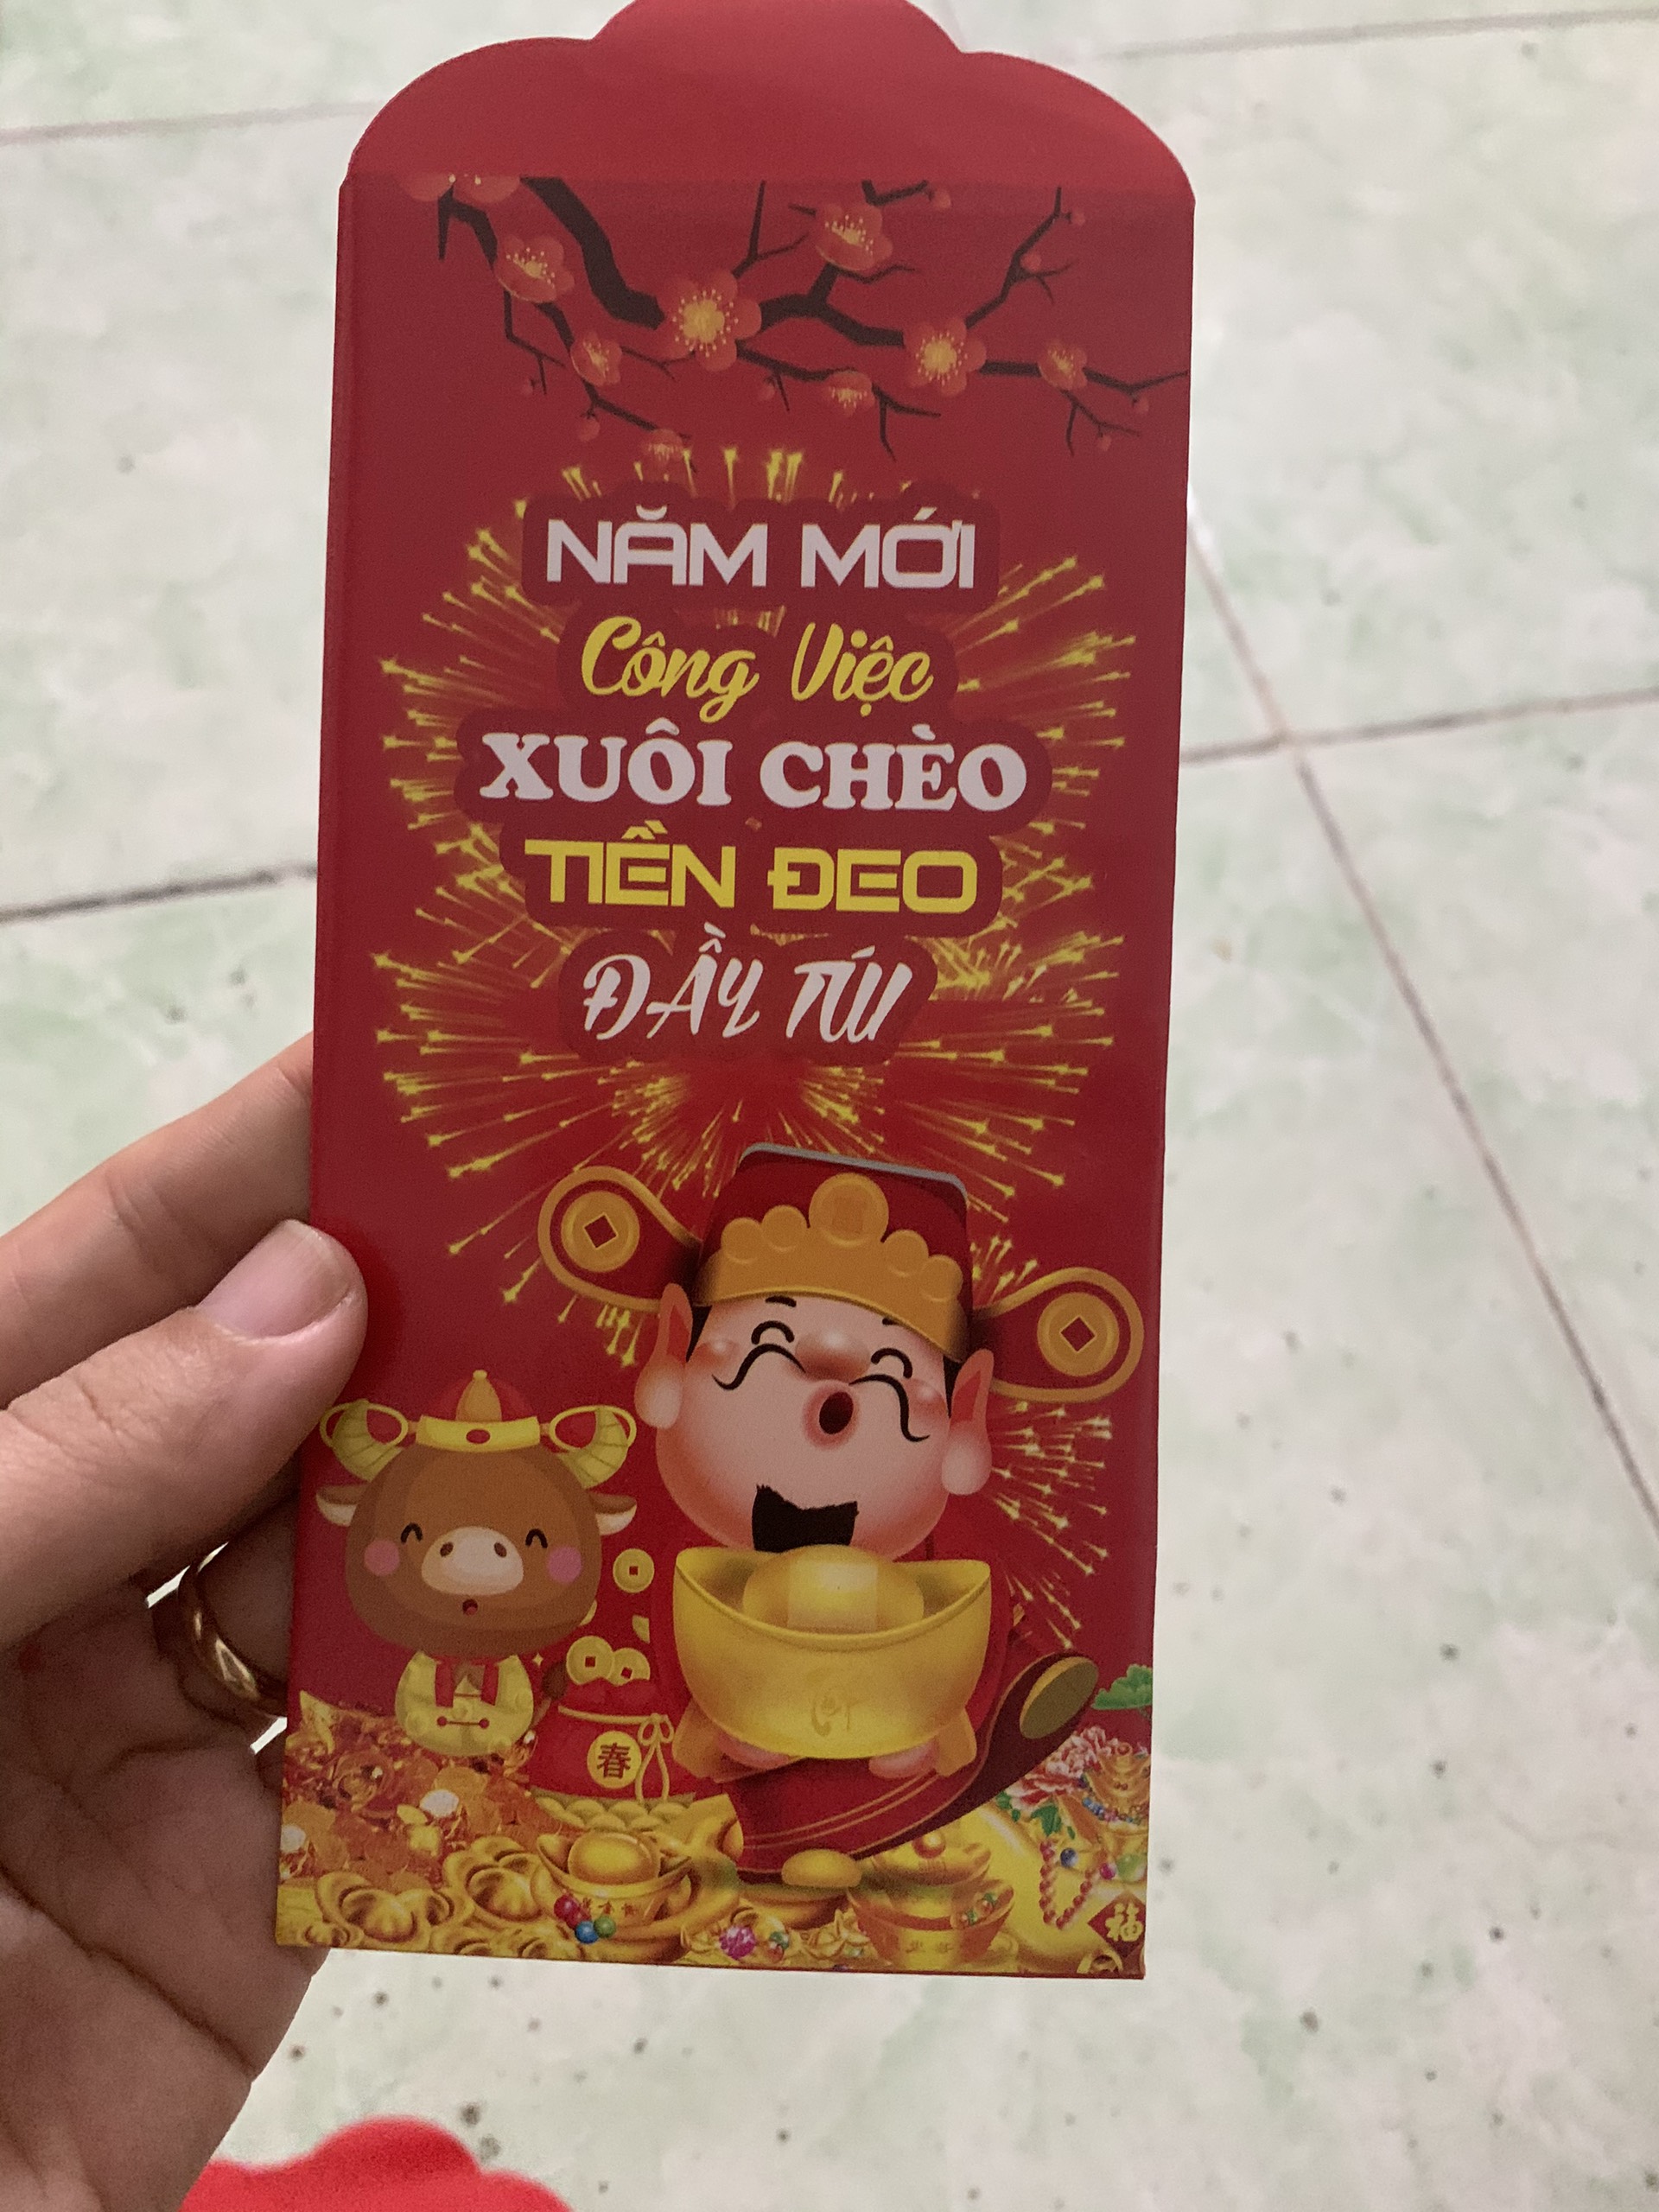 NĂM MỚI
Công Việc
XUÔI CHÈO
TIỀN ĐEO
ĐẦY TÚI
春
福